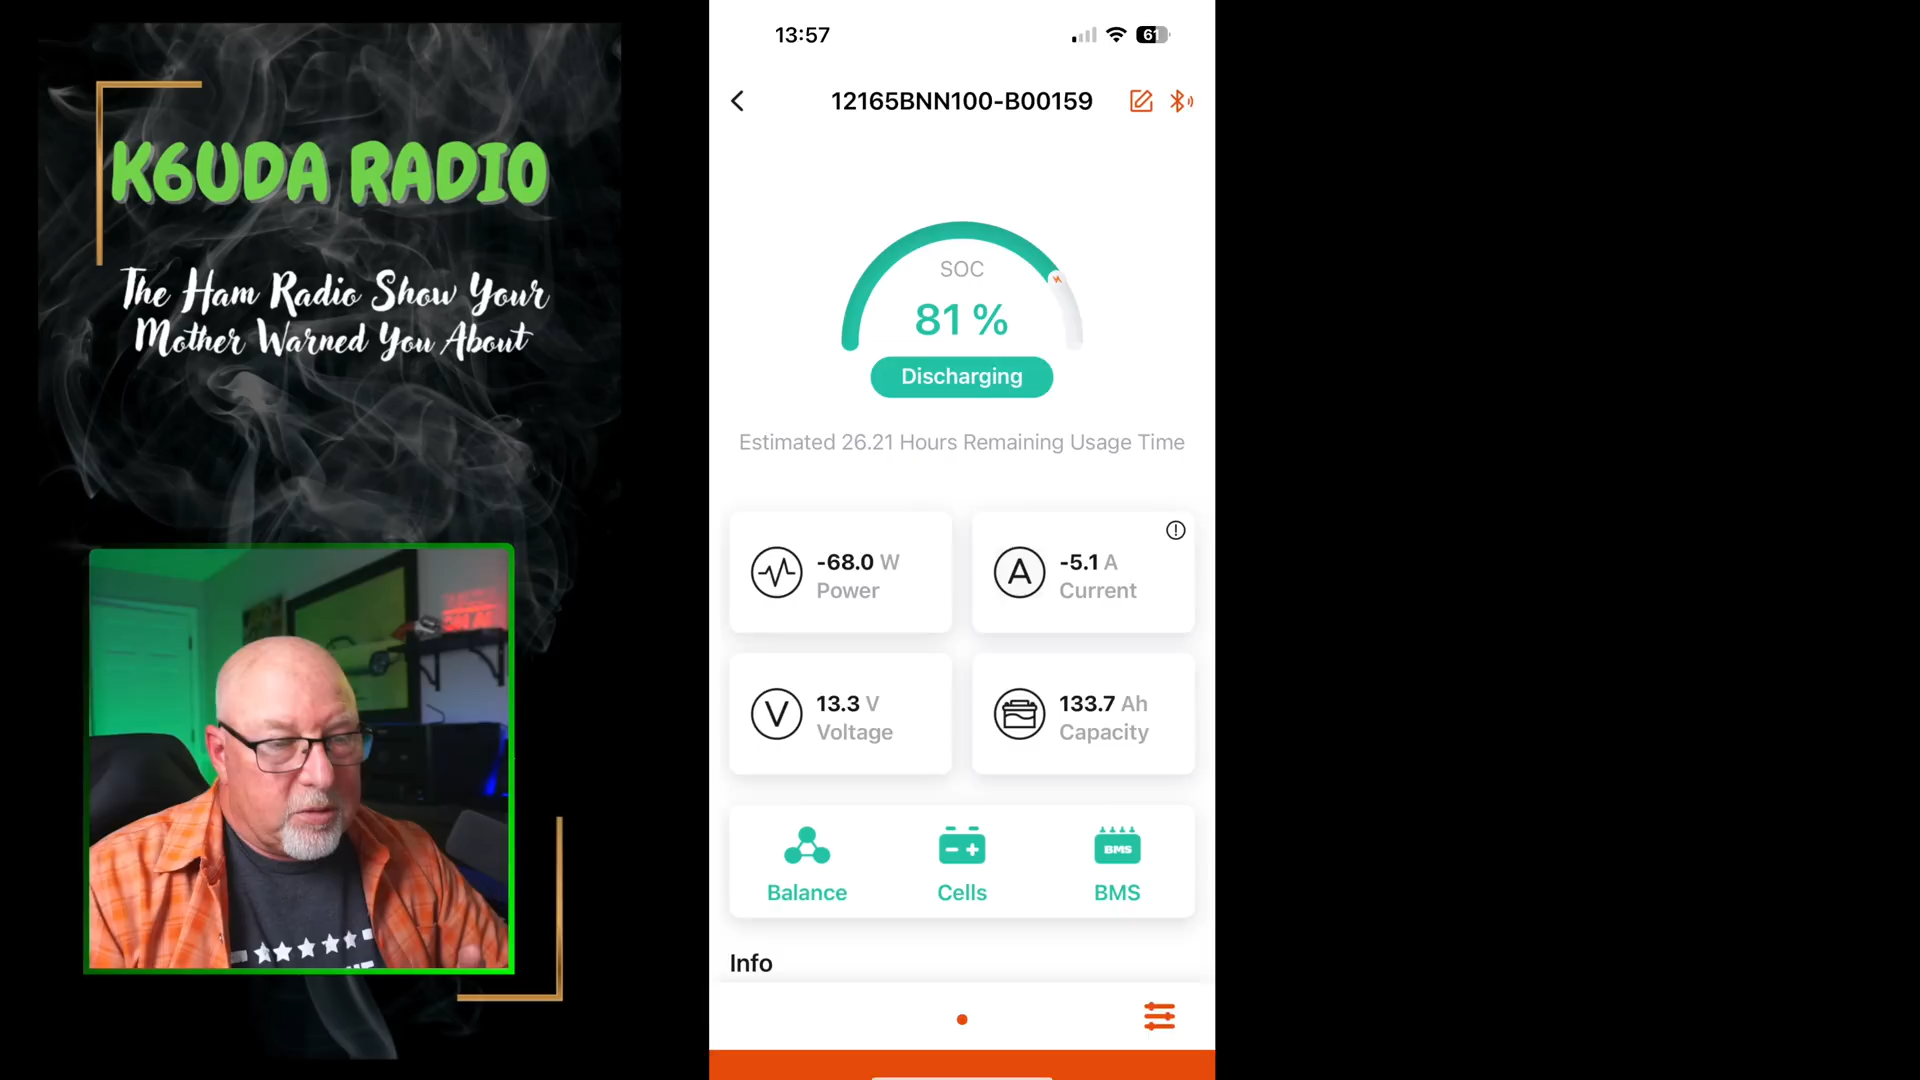 K6UDA RADIO
The Ham Radio Show Your
Mother Warned You About
13:57
61
12165BNN100-B00159
SOC
81 %
Discharging
Estimated 26.21 Hours Remaining Usage Time
-68.0 W
Power
-5.1 A
Current
13.3 V
Voltage
133.7 Ah
Capacity
BMS
Balance
Cells
BMS
Info